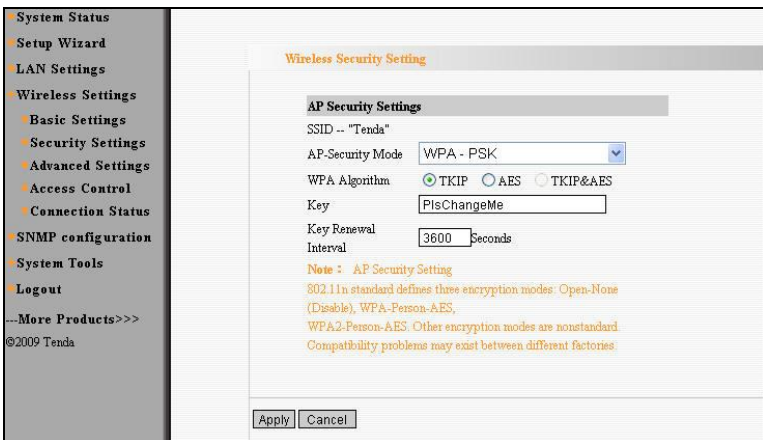 System Status
Setup Wizard
LAN Settings
Wireless Settings
Basic Settings
Security Settings
Advanced Settings
Access Control
Connection Status
SNMP configuration
System Tools
Logout
---More Products>>>
©2009 Tenda
Wireless Security Setting
AP Security Settings
SSID -- "Tenda"
AP-Security Mode WPA - PSK
WPA Algorithm TKIP AES TKIP&AES
Key PlsChangeMe
Key Renewal
Interval 3600 Seconds
Note : AP Security Setting
802.11n standard defines three encryption modes: Open-None
(Disable), WPA-Person-AES,
WPA2-Person-AES. Other encryption modes are nonstandard.
Compatibility problems may exist between different factories.
Apply Cancel